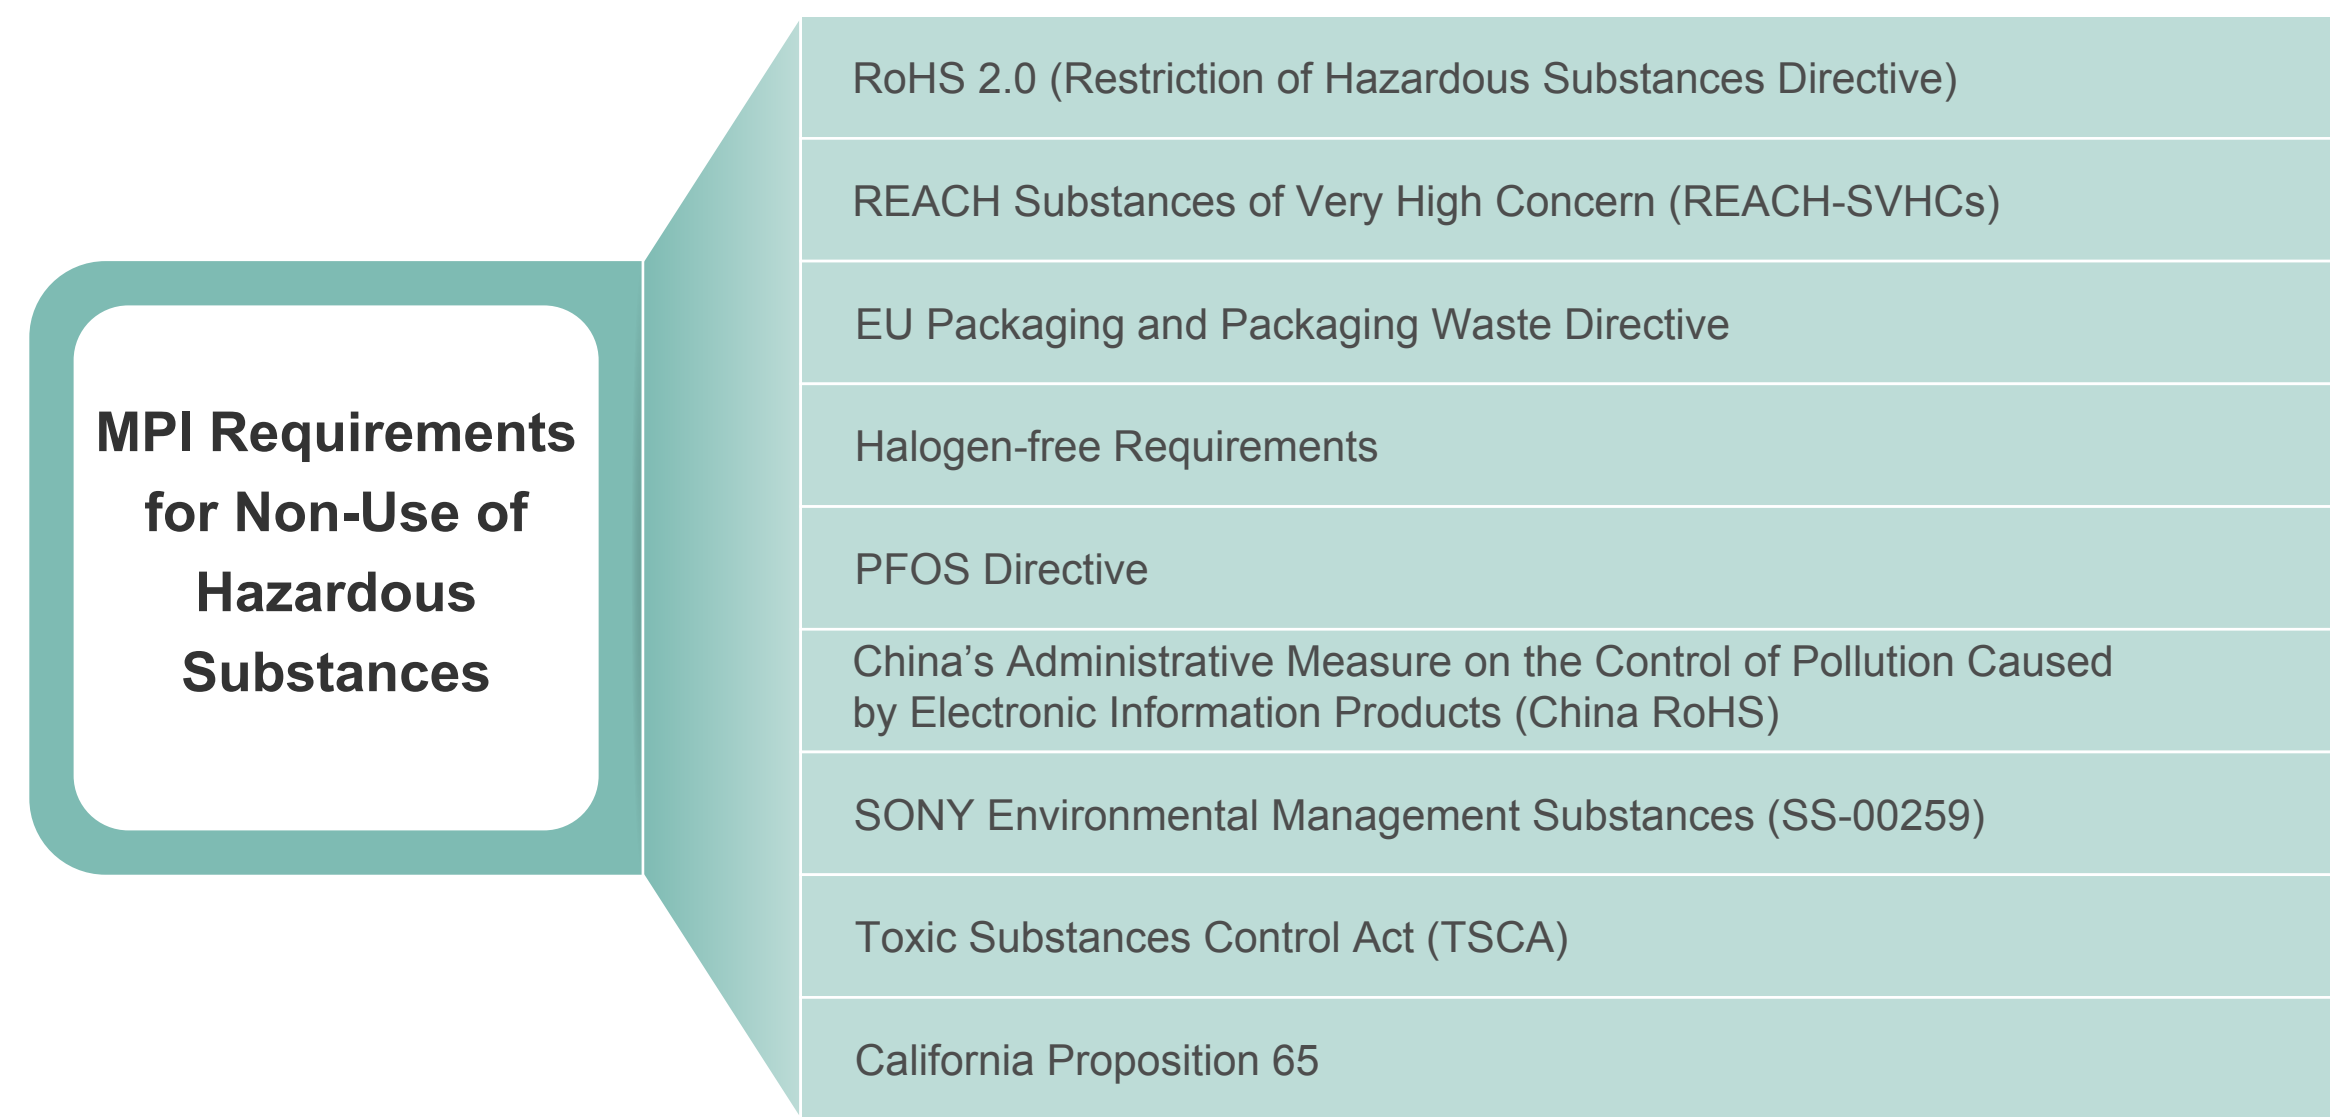 MPI Requirements
for Non-Use of
Hazardous
Substances
RoHS 2.0 (Restriction of Hazardous Substances Directive)
REACH Substances of Very High Concern (REACH-SVHCs)
EU Packaging and Packaging Waste Directive
Halogen-free Requirements
PFOS Directive
China’s Administrative Measure on the Control of Pollution Caused
by Electronic Information Products (China RoHS)
SONY Environmental Management Substances (SS-00259)
Toxic Substances Control Act (TSCA)
California Proposition 65